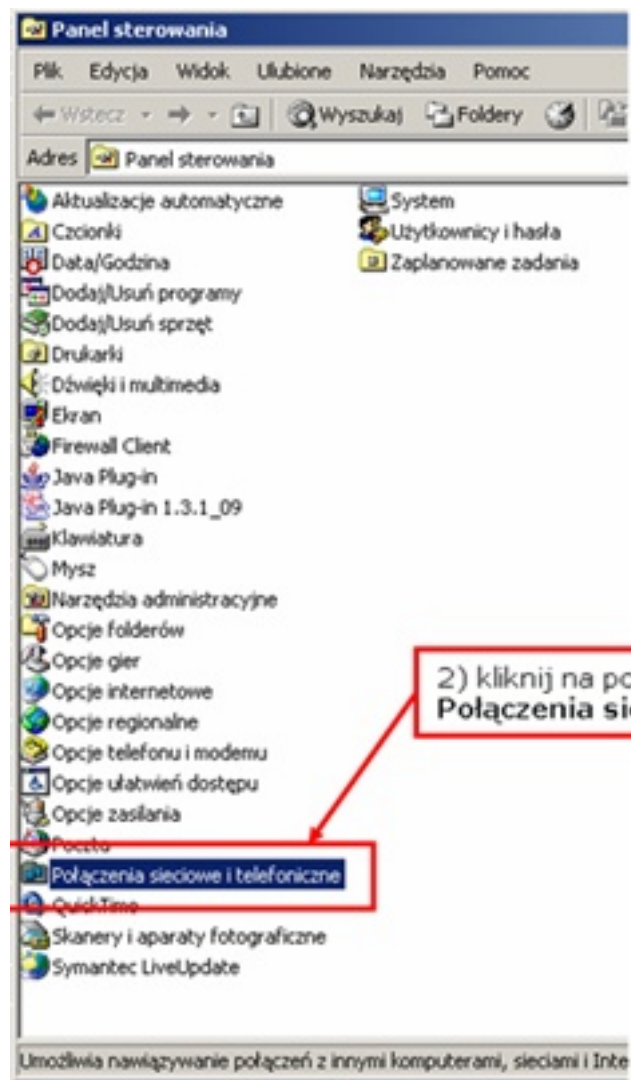 Panel sterowania
Plik Edycja Widok Ulubione Narzędzia Pomoc
Wstecz Wyszukaj Foldery
Adres Panel sterowania
Aktualizacje automatyczne
Czcionki
Data/Godzina
Dodaj/Usuń programy
Dodaj/Usuń sprzęt
Drukarki
Dźwięki i multimedia
Ekran
Firewall Client
Java Plug-in
Java Plug-in 1.3.1_09
Klawiatura
Mysz
Narzędzia administracyjne
Opcje folderów
Opcje gier
Opcje internetowe
Opcje regionalne
Opcje telefonu i modemu
Opcje ułatwień dostępu
Opcje zasilania
Poczta
Połączenia sieciowe i telefoniczne
QuickTime
Skanery i aparaty fotograficzne
Symantec LiveUpdate
System
Użytkownicy i hasła
Zaplanowane zadania
2) kliknij na po
Połączenia sie
Umożliwia nawiązywanie połączeń z innymi komputerami, sieciami i Inte